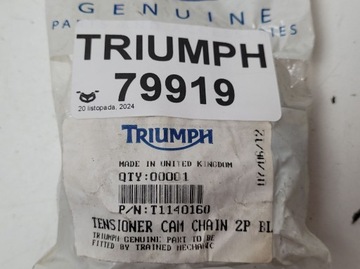 TRIUMPH
GENUINE
TRIUMPH
79919
20 listopada, 2024
TRIUMPH
MADE IN UNITED KINGDOM
QTY:00001
P/N:T1140160
TENSIONER CAM CHAIN 2P BL
TRIUMPH GENUINE PART TO BE
FITTED BY TRAINED MECHANIC